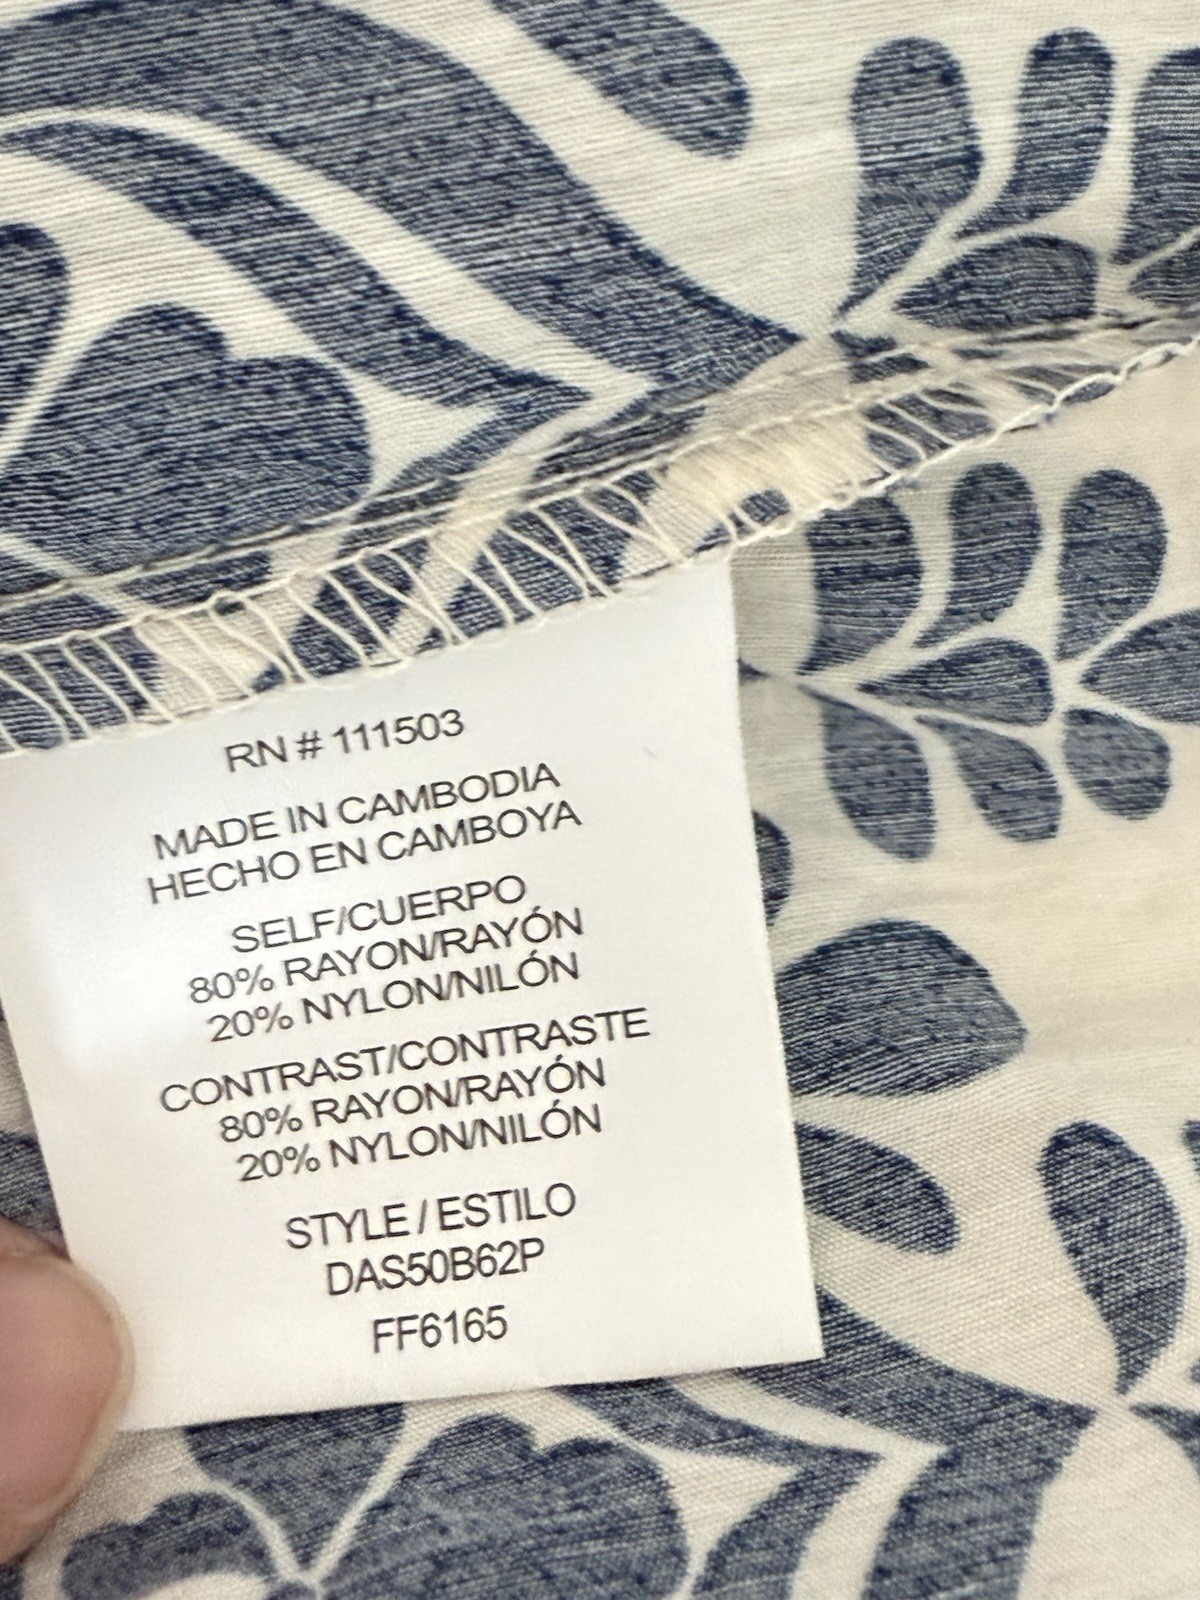 RN # 111503
MADE IN CAMBODIA
HECHO EN CAMBOYA
SELF/CUERPO
80% RAYON/RAYÓN
20% NYLON/NILÓN
CONTRAST/CONTRASTE
80% RAYON/RAYÓN
20% NYLON/NILÓN
STYLE / ESTILO
DAS50B62P
FF6165